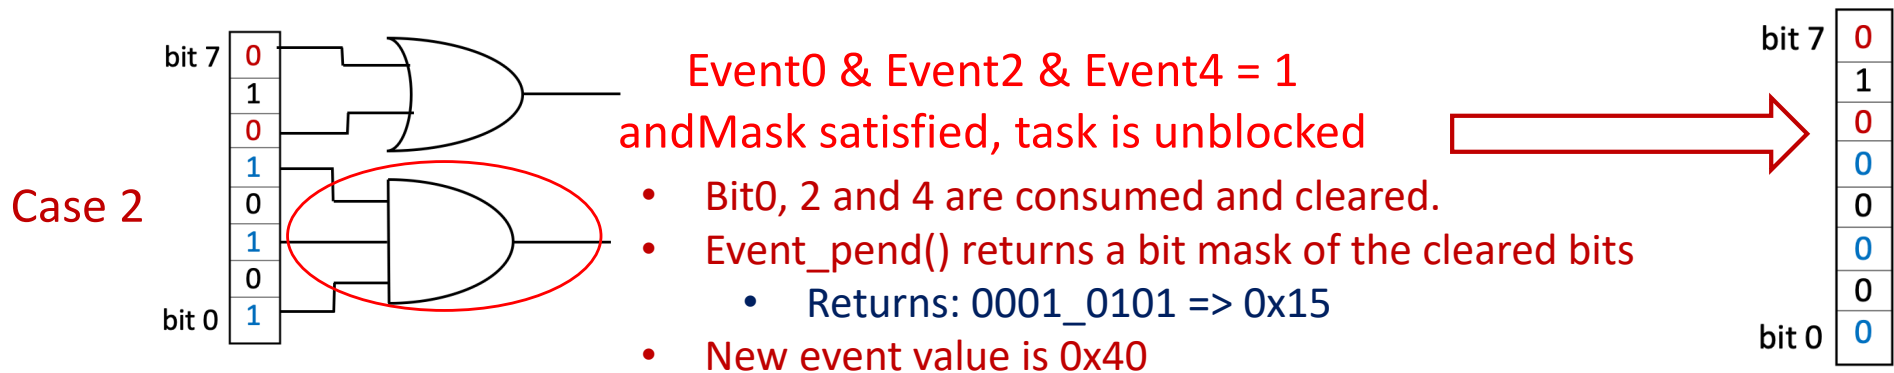 Case 2
bit 7
0
1
0
1
0
1
0
1
bit 0
Event0 & Event2 & Event4 = 1
andMask satisfied, task is unblocked
• Bit0, 2 and 4 are consumed and cleared.
• Event_pend() returns a bit mask of the cleared bits
• Returns: 0001_0101 => 0x15
• New event value is 0x40
bit 7
0
1
0
0
0
0
0
0
bit 0